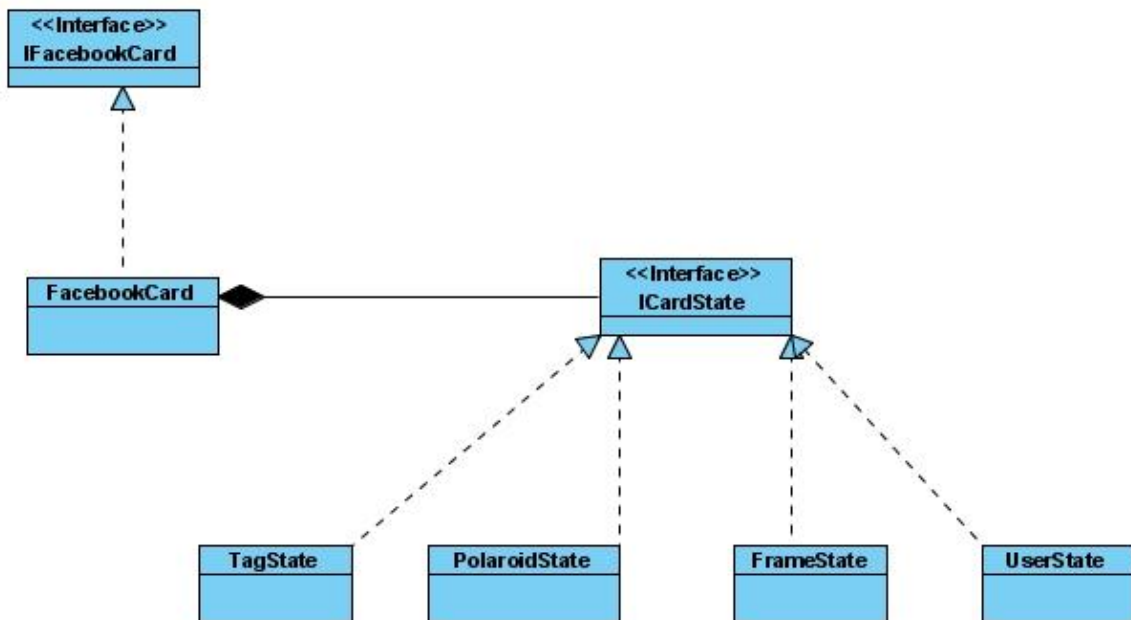 <<Interface>>
IFacebookCard
FacebookCard
<<Interface>>
ICardState
TagState
PolaroidState
FrameState
UserState